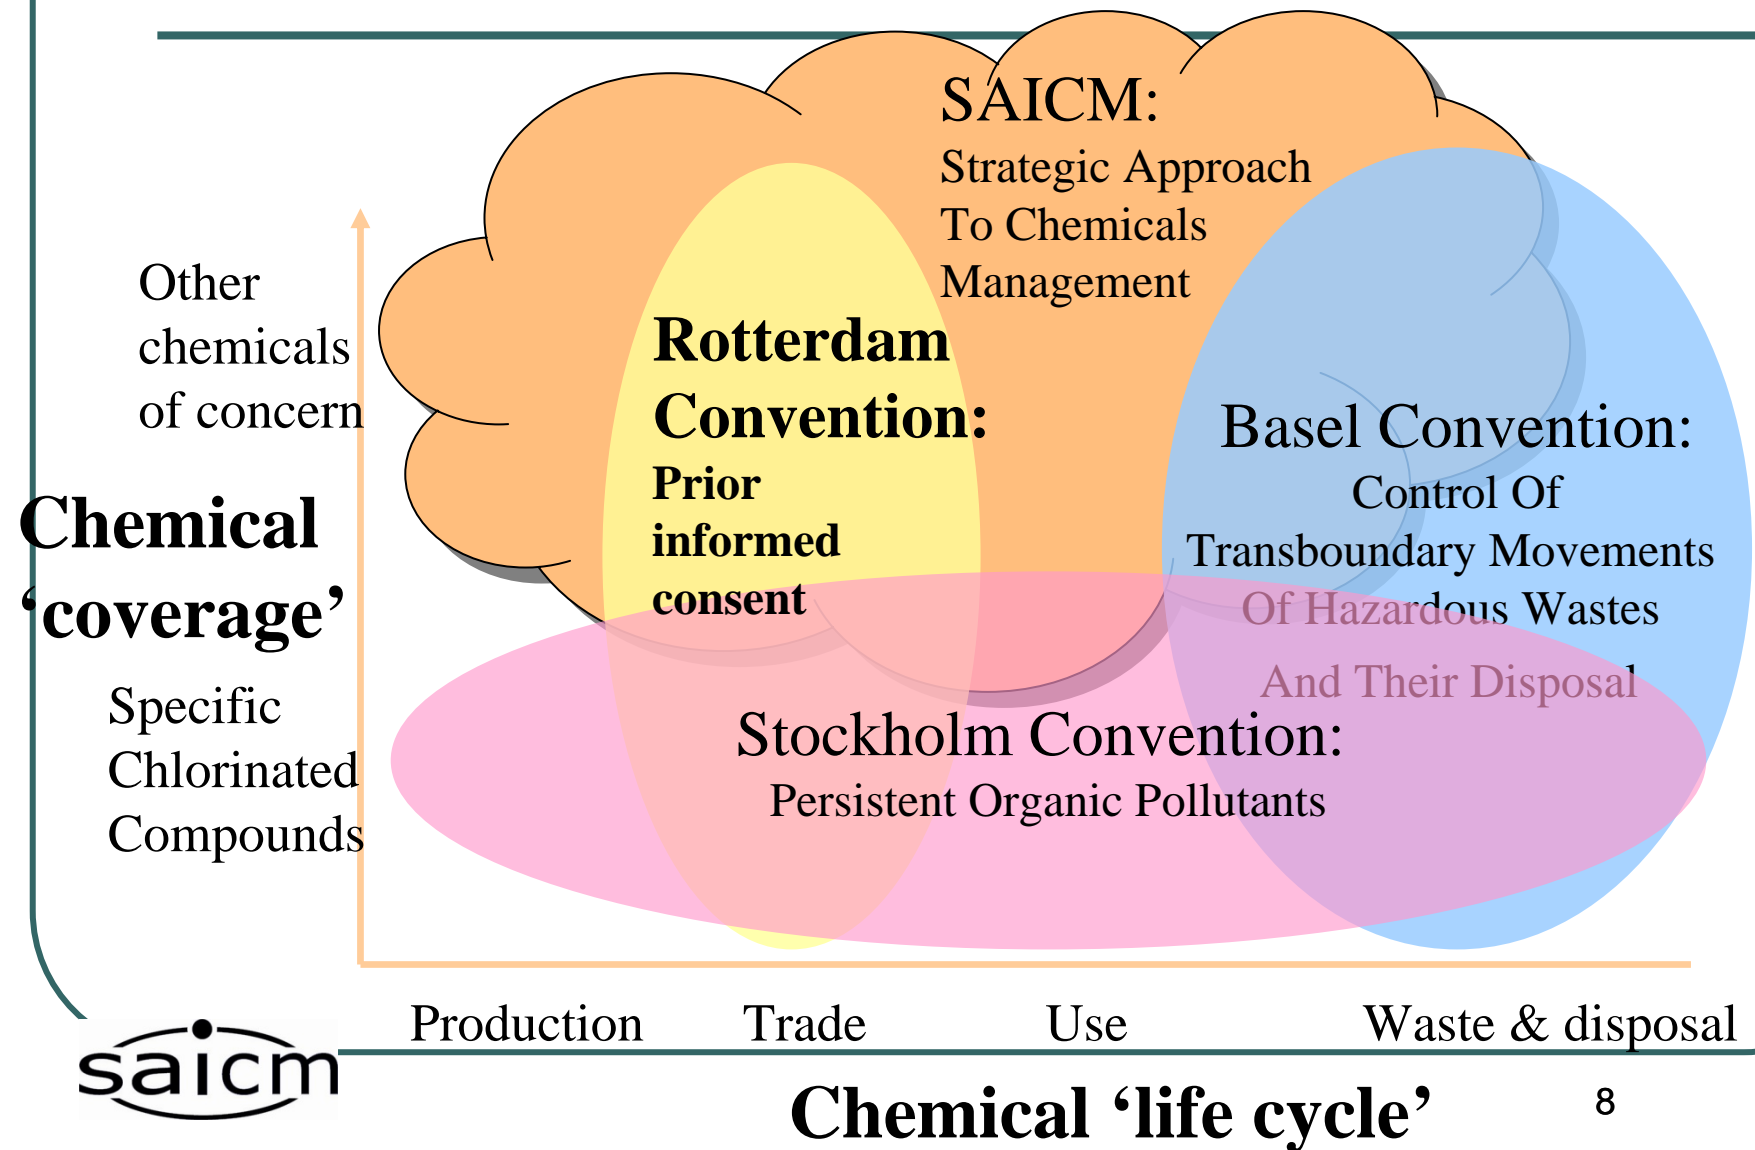 SAICM:
Strategic Approach
To Chemicals
Management
Other
chemicals
of concern
Rotterdam
Convention:
Prior
informed
consent
Basel Convention:
Control Of
Transboundary Movements
Of Hazardous Wastes
And Their Disposal
Chemical
‘coverage’
Specific
Chlorinated
Compounds
Stockholm Convention:
Persistent Organic Pollutants
Production
Trade
Use
Waste & disposal
saicm
Chemical ‘life cycle’
8